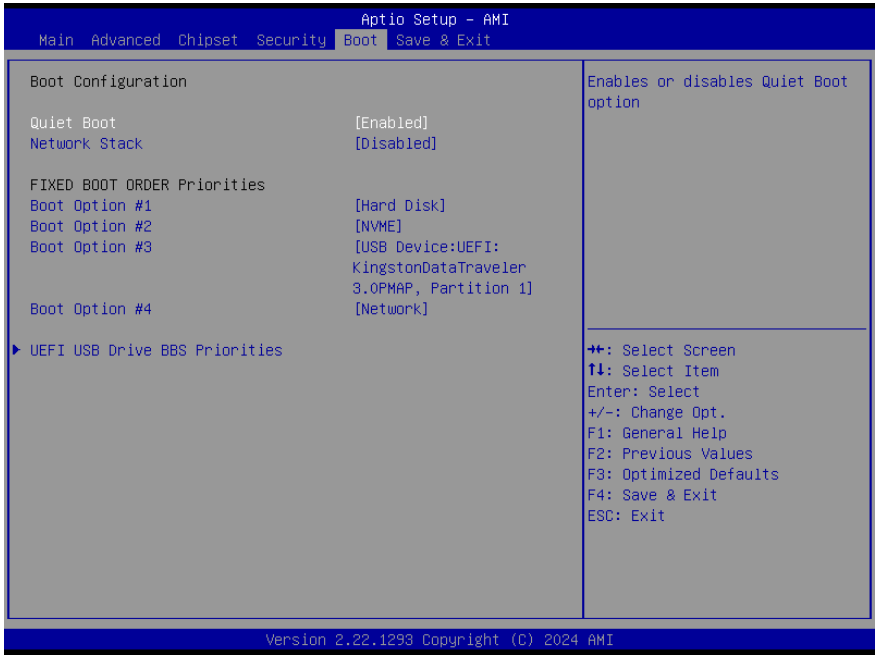 Aptio Setup – AMI
Main Advanced Chipset Security Boot Save & Exit
Boot Configuration
Quiet Boot [Enabled]
Network Stack [Disabled]
FIXED BOOT ORDER Priorities
Boot Option #1 [Hard Disk]
Boot Option #2 [NVME]
Boot Option #3 [USB Device:UEFI:
KingstonDataTraveler
3.0PMAP, Partition 1]
Boot Option #4 [Network]
UEFI USB Drive BBS Priorities
Enables or disables Quiet Boot
option
→←: Select Screen
↑↓: Select Item
Enter: Select
+/-: Change Opt.
F1: General Help
F2: Previous Values
F3: Optimized Defaults
F4: Save & Exit
ESC: Exit
Version 2.22.1293 Copyright (C) 2024 AMI